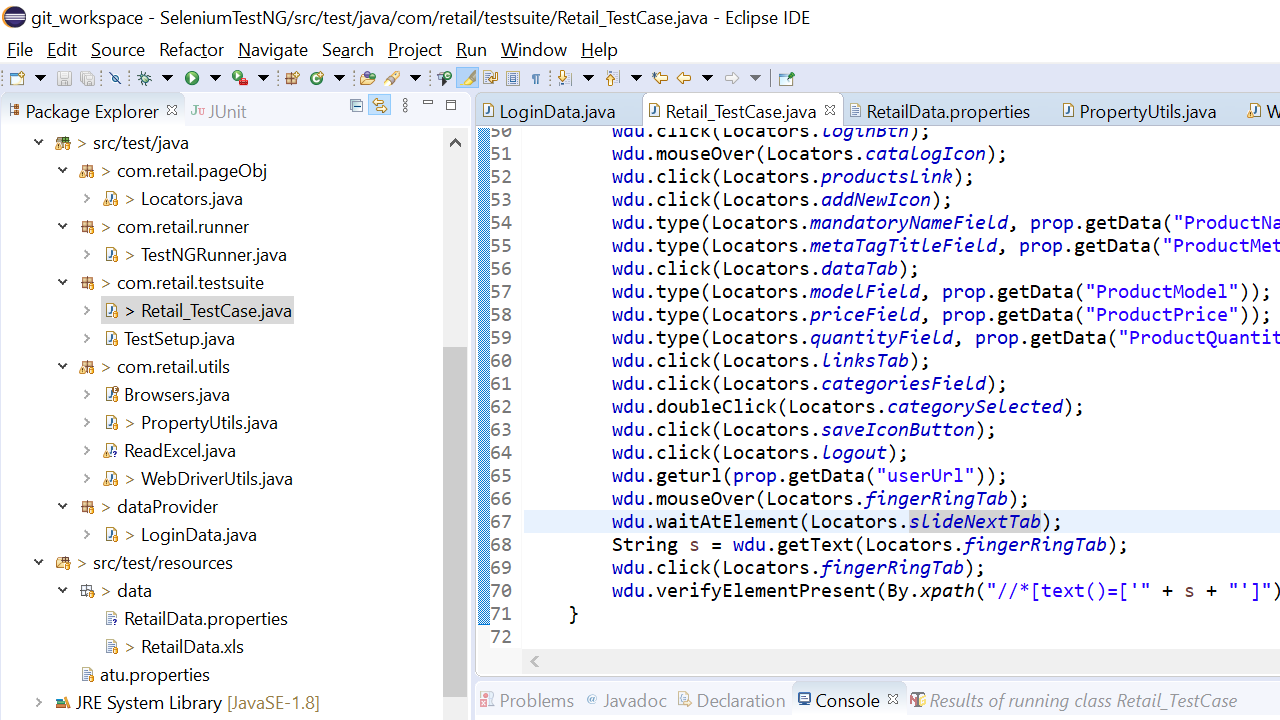 git_workspace - SeleniumTestNG/src/test/java/com/retail/testsuite/Retail_TestCase.java - Eclipse IDE
File Edit Source Refactor Navigate Search Project Run Window Help
Package Explorer JUnit
LoginData.java Retail_TestCase.java RetailData.properties PropertyUtils.java W
> src/test/java
> com.retail.pageObj
> Locators.java
> com.retail.runner
> TestNGRunner.java
> com.retail.testsuite
> Retail_TestCase.java
TestSetup.java
> com.retail.utils
Browsers.java
> PropertyUtils.java
ReadExcel.java
> WebDriverUtils.java
> dataProvider
> LoginData.java
> src/test/resources
> data
RetailData.properties
> RetailData.xls
atu.properties
JRE System Library [JavaSE-1.8]
50 wdu.click(Locators.loginBtn);
51 wdu.mouseOver(Locators.catalogIcon);
52 wdu.click(Locators.productsLink);
53 wdu.click(Locators.addNewIcon);
54 wdu.type(Locators.mandatoryNameField, prop.getData("ProductNa
55 wdu.type(Locators.metaTagTitleField, prop.getData("ProductMet
56 wdu.click(Locators.dataTab);
57 wdu.type(Locators.modelField, prop.getData("ProductModel"));
58 wdu.type(Locators.priceField, prop.getData("ProductPrice"));
59 wdu.type(Locators.quantityField, prop.getData("ProductQuantit
60 wdu.click(Locators.linksTab);
61 wdu.click(Locators.categoriesField);
62 wdu.doubleClick(Locators.categorySelected);
63 wdu.click(Locators.saveIconButton);
64 wdu.click(Locators.logout);
65 wdu.geturl(prop.getData("userUrl"));
66 wdu.mouseOver(Locators.fingerRingTab);
67 wdu.waitAtElement(Locators.slideNextTab);
68 String s = wdu.getText(Locators.fingerRingTab);
69 wdu.click(Locators.fingerRingTab);
70 wdu.verifyElementPresent(By.xpath("//*[text()=['" + s + "']")
71 }
72
Problems Javadoc Declaration Console Results of running class Retail_TestCase